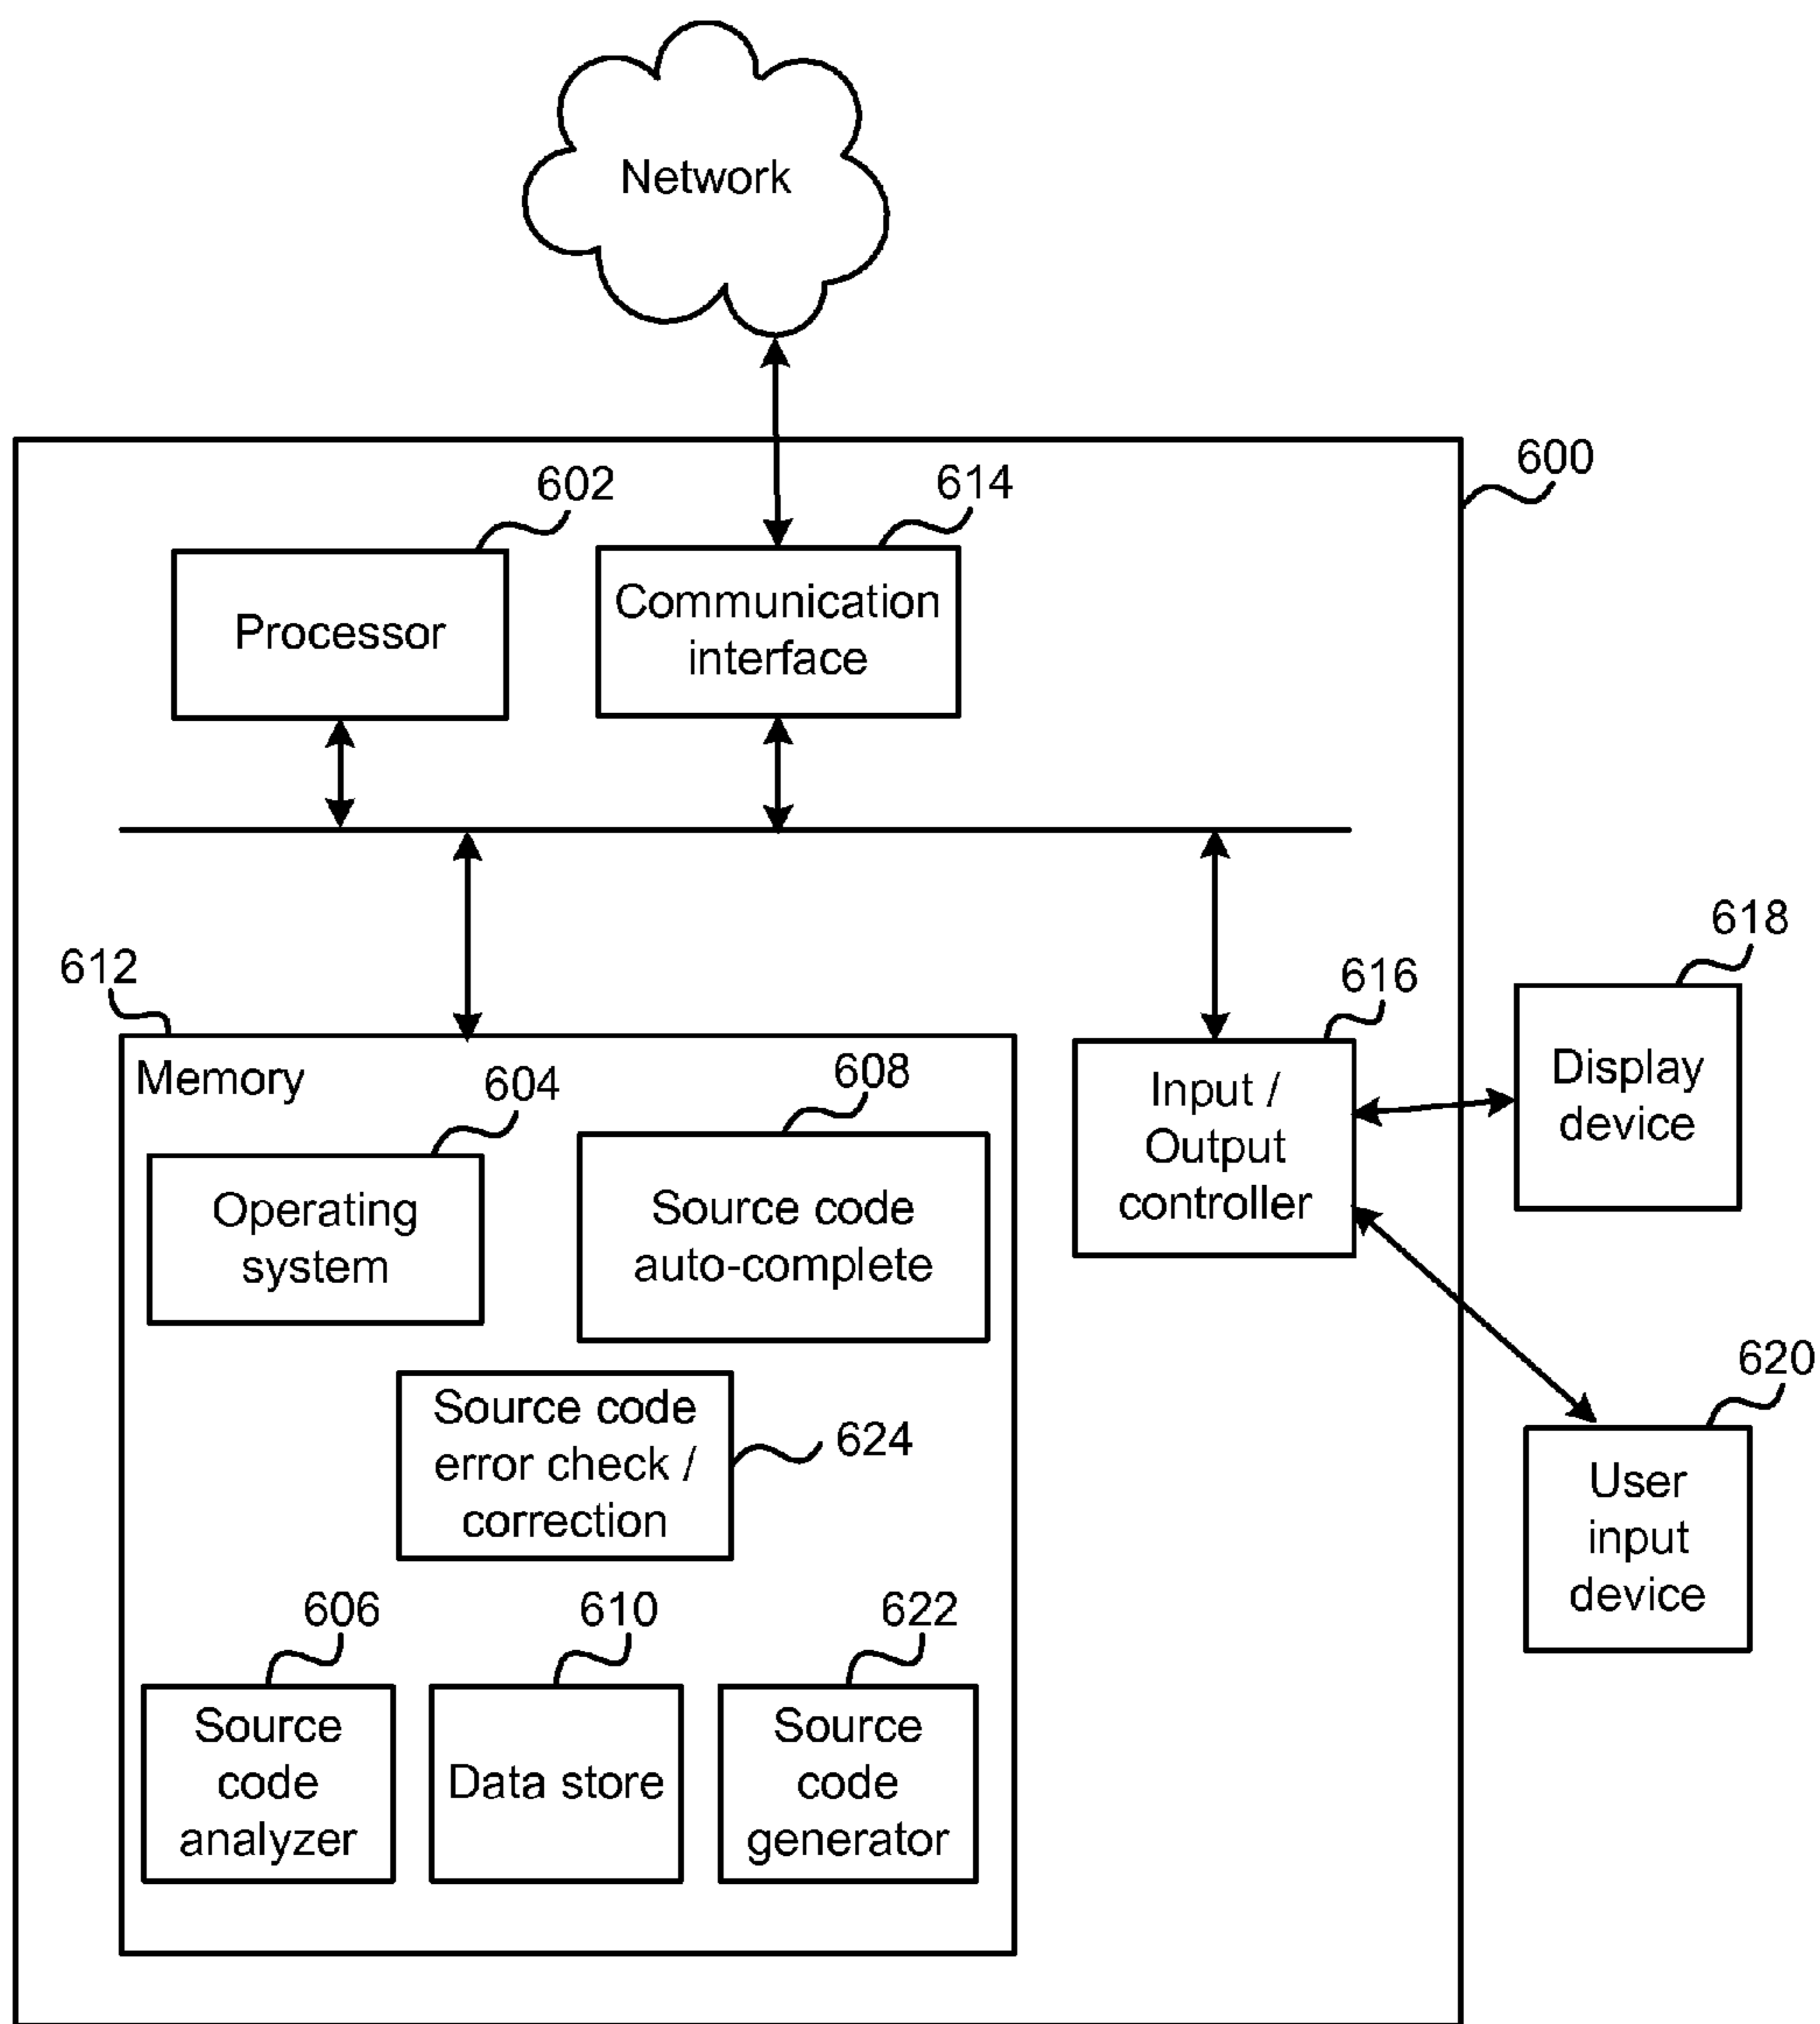 Network
600
602
614
Processor
Communication
interface
612
616
618
Memory
604
608
Input /
Output
controller
Display
device
Operating
system
Source code
auto-complete
620
Source code
error check /
correction
624
User
input
device
606
610
622
Source
code
analyzer
Data store
Source
code
generator